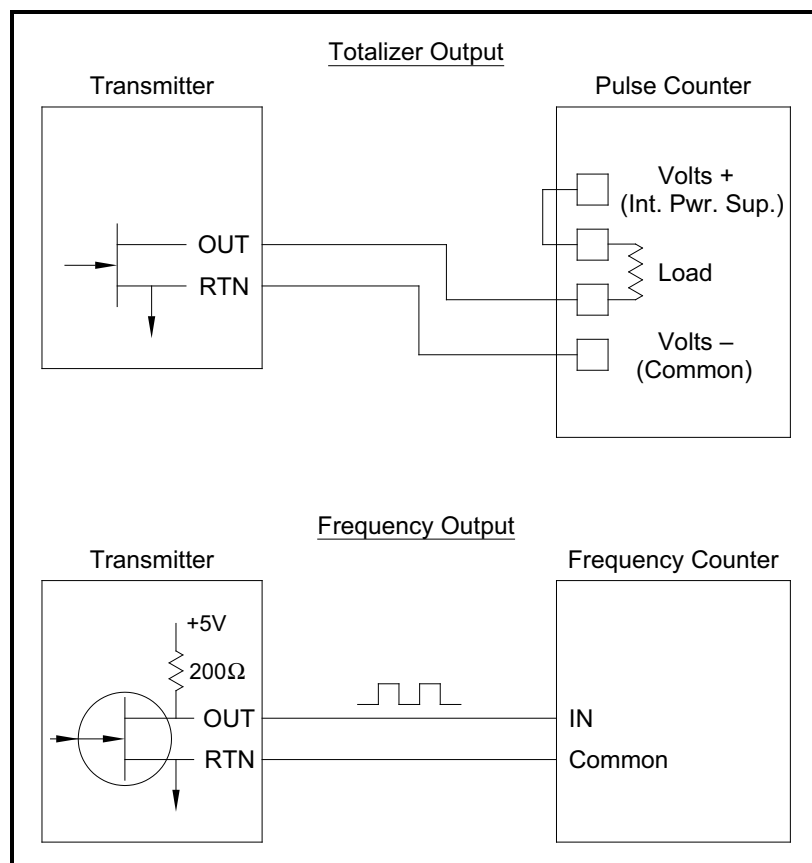 Totalizer Output
Transmitter
Pulse Counter
Volts +
(Int. Pwr. Sup.)
OUT
RTN
Load
Volts –
(Common)
Frequency Output
Transmitter
Frequency Counter
+5V
200Ω
OUT
IN
RTN
Common